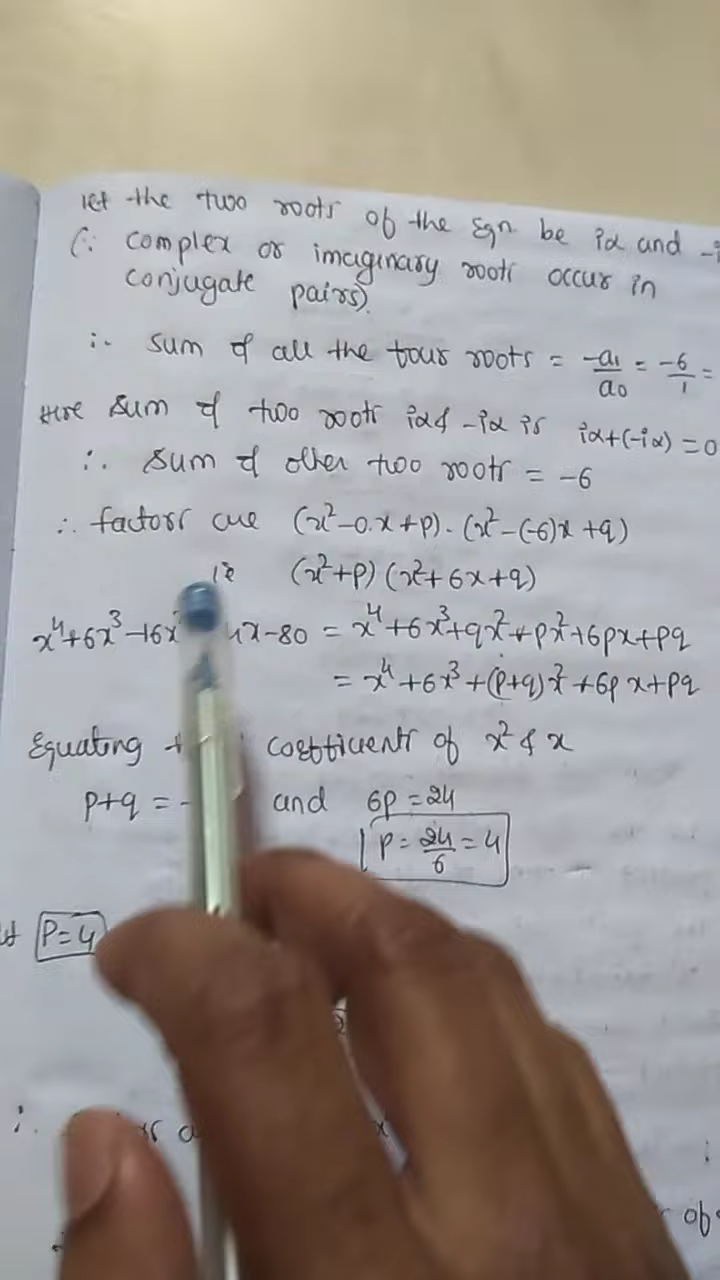 let the two roots of the Eqn be iα and -i
(∵ complex or imaginary roots occur in
conjugate pairs).
∴ sum of all the four roots = -a₁/a₀ = -6/1 =
Here sum of two roots iα & -iα is iα+(-iα) = 0
∴ sum of other two roots = -6
∴ factors are (x²-0.x+p).(x²-(-6)x+q)
ie (x²+p)(x²+6x+q)
x⁴+6x³-16x² 4x-80 = x⁴+6x³+qx²+px²+6px+pq
= x⁴+6x³+(p+q)x²+6px+pq
Equating coefficients of x² & x
p+q = - and 6p = 24
p = 24/6 = 4
P=4
∴
of